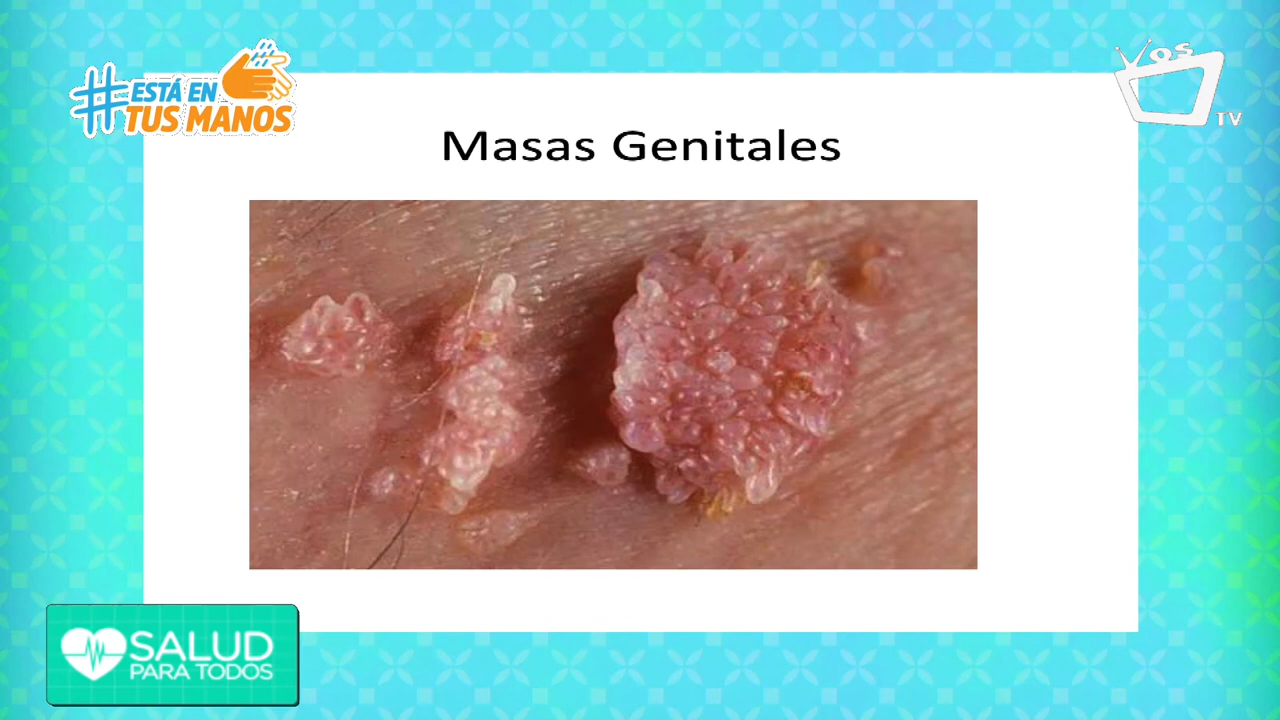 #ESTÁ EN
TUS MANOS
VOS
TV
Masas Genitales
SALUD
PARA TODOS